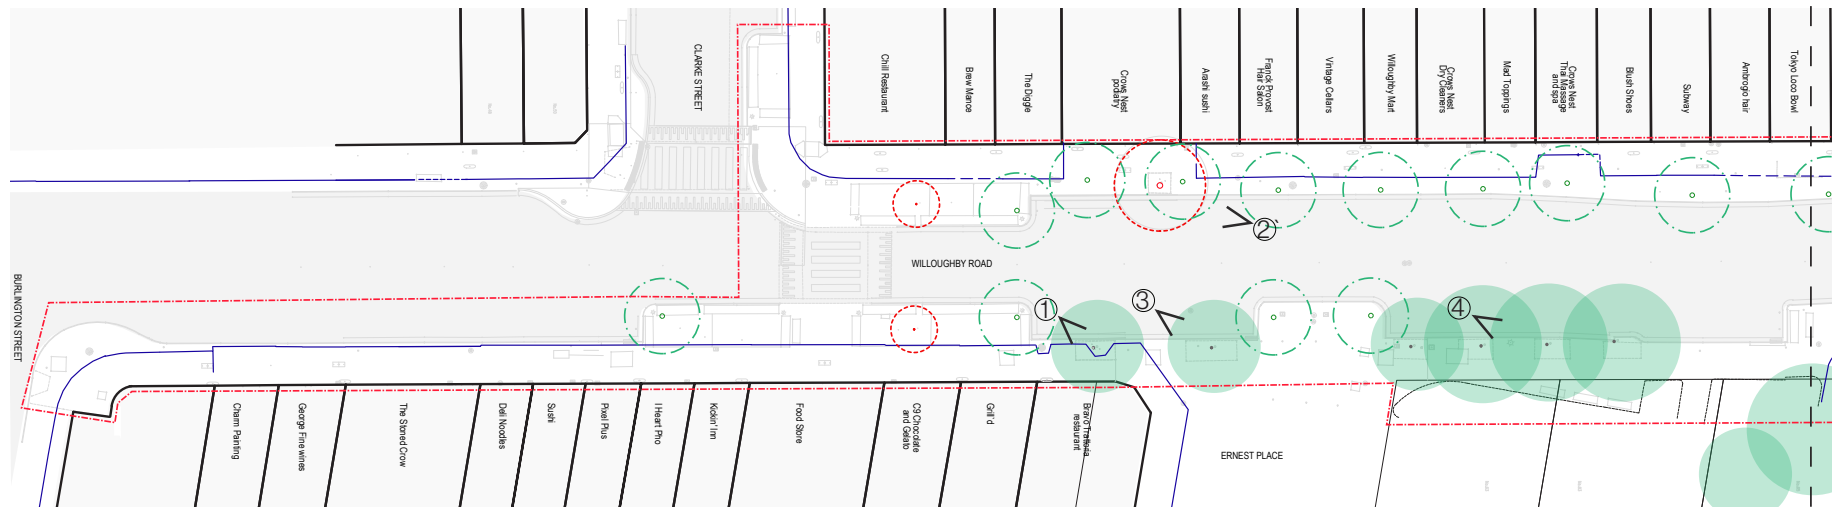 CLARKE STREET
Chill Restaurant
Brew Mance
The Diggle
Crows Nest
podiatry
Arashi sushi
Franck Provost
Hair Salon
Vintage Cellars
Willoughby Mart
Crows Nest
Dry Cleaners
Mad Toppings
Crows Nest
Thai Massage
and spa
Blush Shoes
Subway
Ambrogio hair
Tokyo Loco Bowl
②`
WILLOUGHBY ROAD
BURLINGTON STREET
①
③
④
Charm Painting
George Fine wines
The Stoned Crow
Deli Noodles
Sushi
Pixel Plus
I Heart Pho
Kickin' Inn
Food Store
C9 Chocolate
and Gelato
Grill'd
Bravo Trattoria
restaurant
ERNEST PLACE